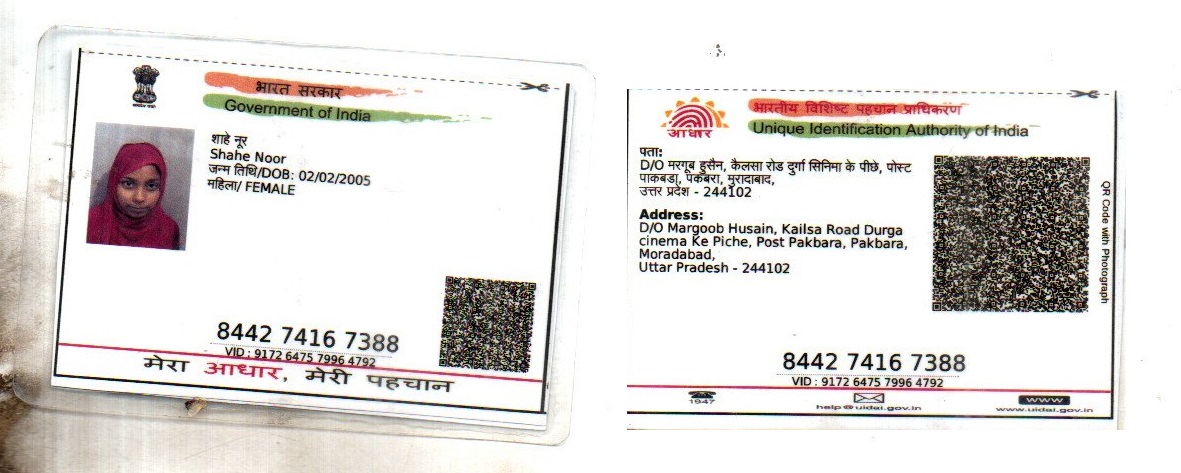 भारत सरकार
Government of India
शाहे नूर
Shahe Noor
जन्म तिथि/DOB: 02/02/2005
महिला/ FEMALE
8442 7416 7388
VID : 9172 6475 7996 4792
मेरा आधार, मेरी पहचान
भारतीय विशिष्ट पहचान प्राधिकरण
आधार
Unique Identification Authority of India
पता:
D/O मरगूब हुसैन, कैलसा रोड दुर्गा सिनिमा के पीछे, पोस्ट
पाकबडा, पकबरा, मुरादाबाद,
उत्तर प्रदेश - 244102
Address:
D/O Margoob Husain, Kailsa Road Durga
cinema Ke Piche, Post Pakbara, Pakbara,
Moradabad,
Uttar Pradesh - 244102
QR Code with Photograph
8442 7416 7388
VID : 9172 6475 7996 4792
1947
help@uidai.gov.in
www
www.uidai.gov.in